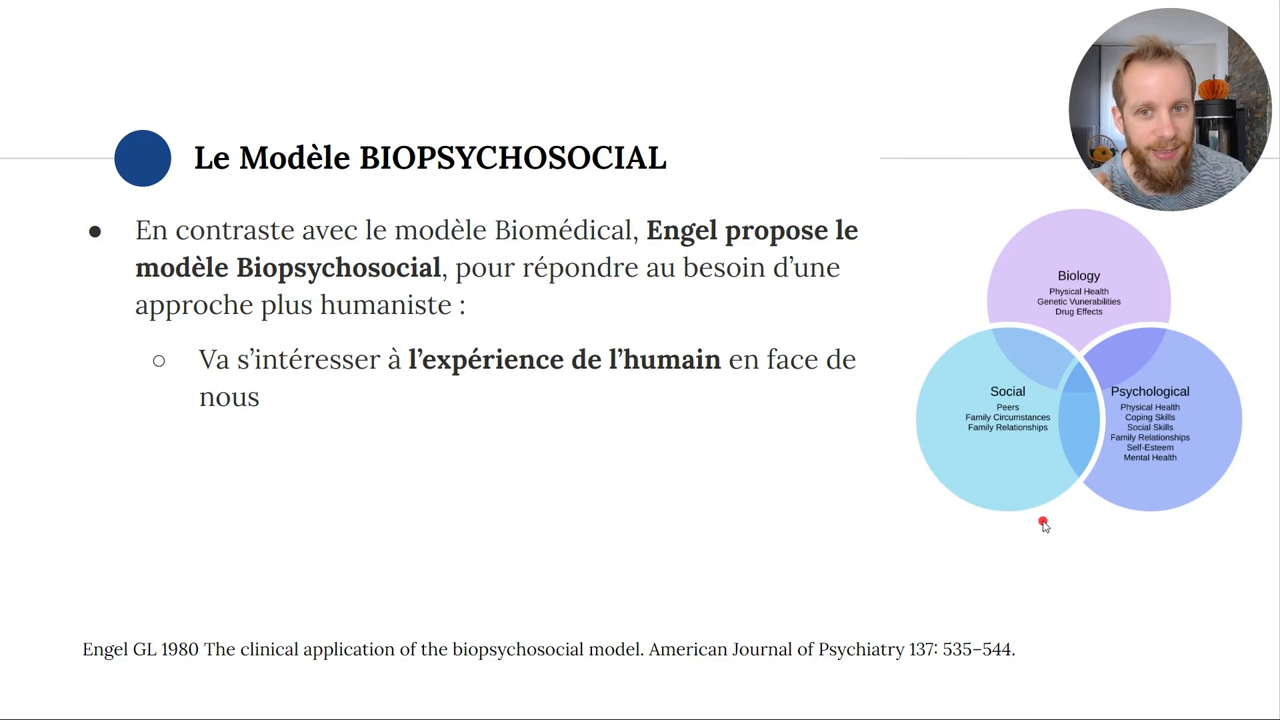 Le Modèle BIOPSYCHOSOCIAL
● En contraste avec le modèle Biomédical, Engel propose le
modèle Biopsychosocial, pour répondre au besoin d’une
approche plus humaniste :
○ Va s’intéresser à l’expérience de l’humain en face de
nous
Biology
Physical Health
Genetic Vunerabilities
Drug Effects
Social
Peers
Family Circumstances
Family Relationships
Psychological
Physical Health
Coping Skills
Social Skills
Family Relationships
Self-Esteem
Mental Health
Engel GL 1980 The clinical application of the biopsychosocial model. American Journal of Psychiatry 137: 535–544.